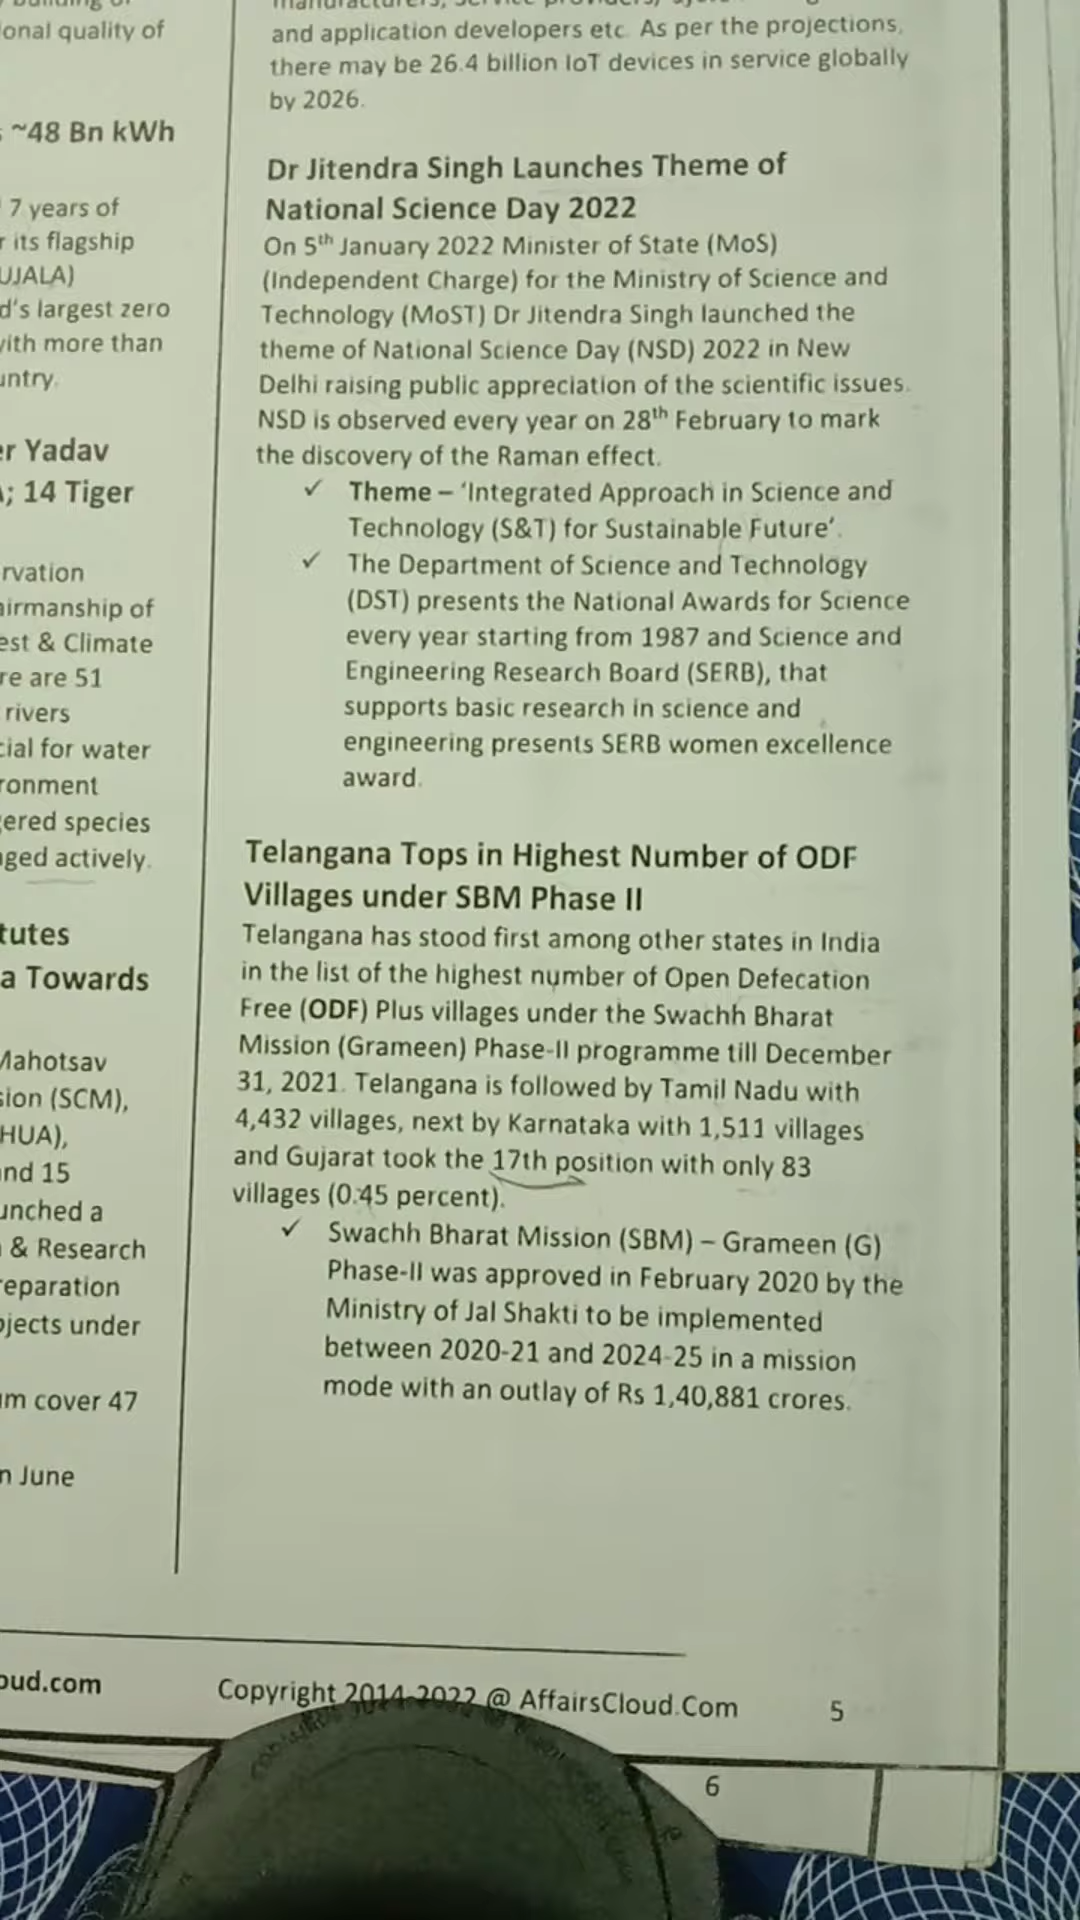 onal quality of
~48 Bn kWh
7 years of
its flagship
UJALA)
d's largest zero
with more than
untry.
er Yadav
; 14 Tiger
rvation
airmanship of
est & Climate
re are 51
rivers
cial for water
ronment
gered species
aged actively.
tutes
a Towards
Mahotsav
sion (SCM),
HUA),
and 15
unched a
& Research
reparation
ojects under
um cover 47
n June
and application developers etc. As per the projections,
there may be 26.4 billion IoT devices in service globally
by 2026.
Dr Jitendra Singh Launches Theme of
National Science Day 2022
On 5th January 2022 Minister of State (MoS)
(Independent Charge) for the Ministry of Science and
Technology (MoST) Dr Jitendra Singh launched the
theme of National Science Day (NSD) 2022 in New
Delhi raising public appreciation of the scientific issues.
NSD is observed every year on 28th February to mark
the discovery of the Raman effect.
✓ Theme – 'Integrated Approach in Science and
Technology (S&T) for Sustainable Future'.
✓ The Department of Science and Technology
(DST) presents the National Awards for Science
every year starting from 1987 and Science and
Engineering Research Board (SERB), that
supports basic research in science and
engineering presents SERB women excellence
award.
Telangana Tops in Highest Number of ODF
Villages under SBM Phase II
Telangana has stood first among other states in India
in the list of the highest number of Open Defecation
Free (ODF) Plus villages under the Swachh Bharat
Mission (Grameen) Phase-II programme till December
31, 2021. Telangana is followed by Tamil Nadu with
4,432 villages, next by Karnataka with 1,511 villages
and Gujarat took the 17th position with only 83
villages (0.45 percent).
✓ Swachh Bharat Mission (SBM) – Grameen (G)
Phase-II was approved in February 2020 by the
Ministry of Jal Shakti to be implemented
between 2020-21 and 2024-25 in a mission
mode with an outlay of Rs 1,40,881 crores.
oud.com
Copyright 2014-2022 @ AffairsCloud.Com
5
6